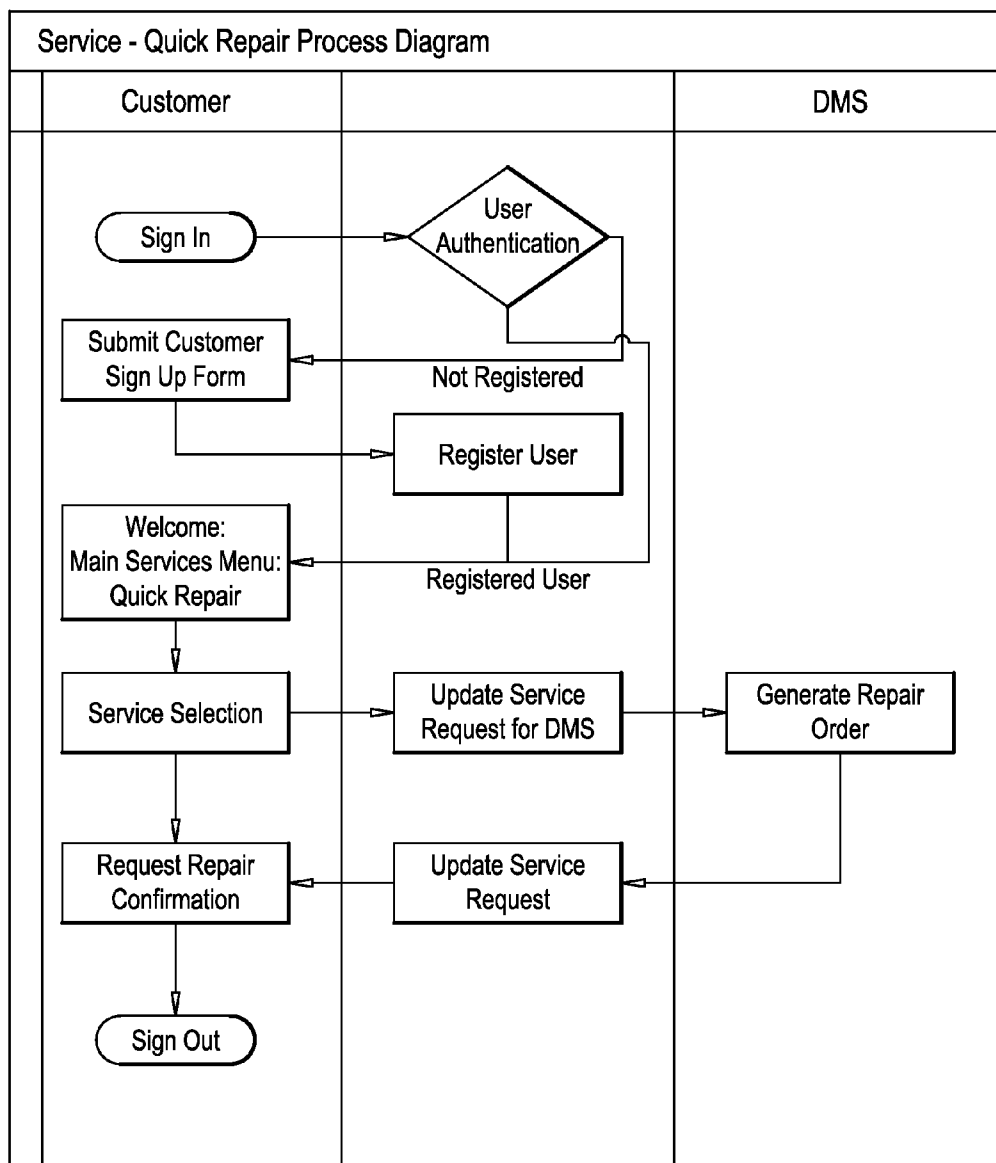 Service - Quick Repair Process Diagram
Customer
DMS
Sign In
User
Authentication
Submit Customer
Sign Up Form
Not Registered
Register User
Welcome:
Main Services Menu:
Quick Repair
Registered User
Service Selection
Update Service
Request for DMS
Generate Repair
Order
Request Repair
Confirmation
Update Service
Request
Sign Out